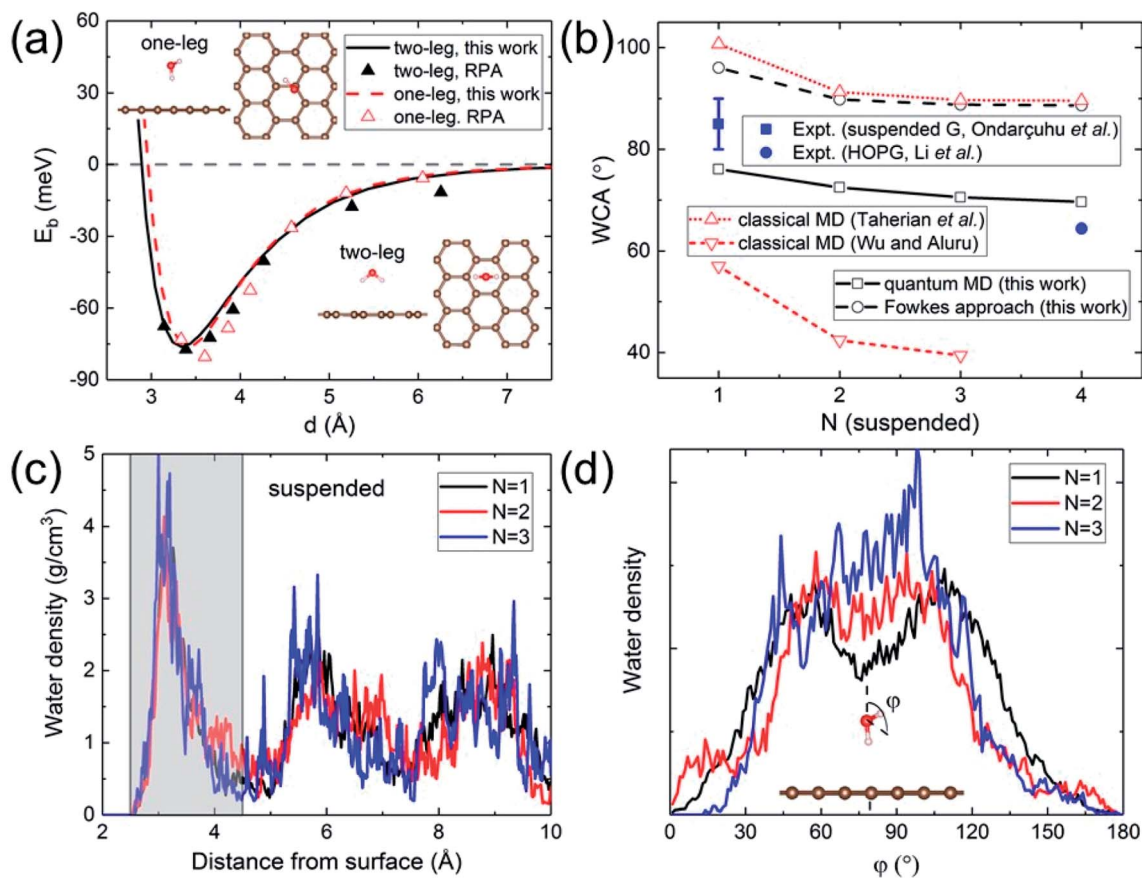 (a)
60
30
0
-30
-60
-90
E_b (meV)
one-leg
two-leg, this work
two-leg, RPA
one-leg, this work
one-leg. RPA
two-leg
3 4 5 6 7
d (Å)
(b)
100
80
60
40
WCA (°)
Expt. (suspended G, Ondarçuhu et al.)
Expt. (HOPG, Li et al.)
classical MD (Taherian et al.)
classical MD (Wu and Aluru)
quantum MD (this work)
Fowkes approach (this work)
1 2 3 4
N (suspended)
(c)
5
4
3
2
1
0
Water density (g/cm³)
suspended
N=1
N=2
N=3
2 4 6 8 10
Distance from surface (Å)
(d)
Water density
N=1
N=2
N=3
φ
0 30 60 90 120 150 180
φ (°)